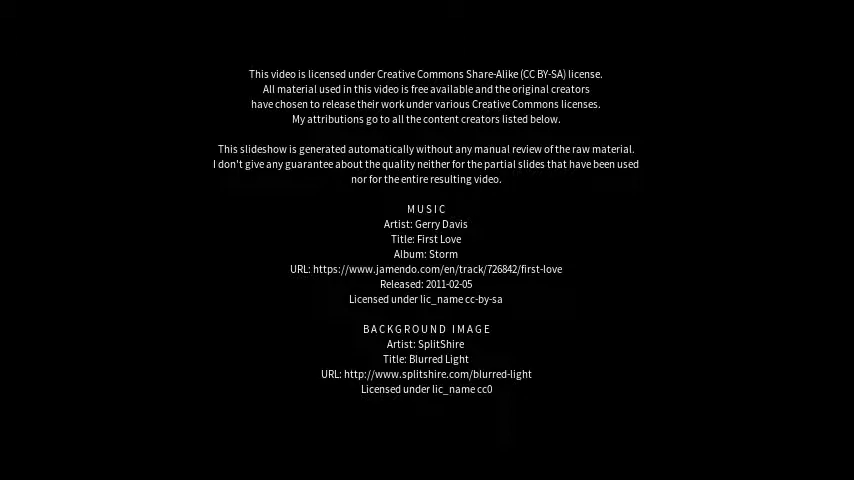 This video is licensed under Creative Commons Share-Alike (CC BY-SA) license.
All material used in this video is free available and the original creators
have chosen to release their work under various Creative Commons licenses.
My attributions go to all the content creators listed below.
This slideshow is generated automatically without any manual review of the raw material.
I don't give any guarantee about the quality neither for the partial slides that have been used
nor for the entire resulting video.
MUSIC
Artist: Gerry Davis
Title: First Love
Album: Storm
URL: https://www.jamendo.com/en/track/726842/first-love
Released: 2011-02-05
Licensed under lic_name cc-by-sa
BACKGROUND IMAGE
Artist: SplitShire
Title: Blurred Light
URL: http://www.splitshire.com/blurred-light
Licensed under lic_name cc0